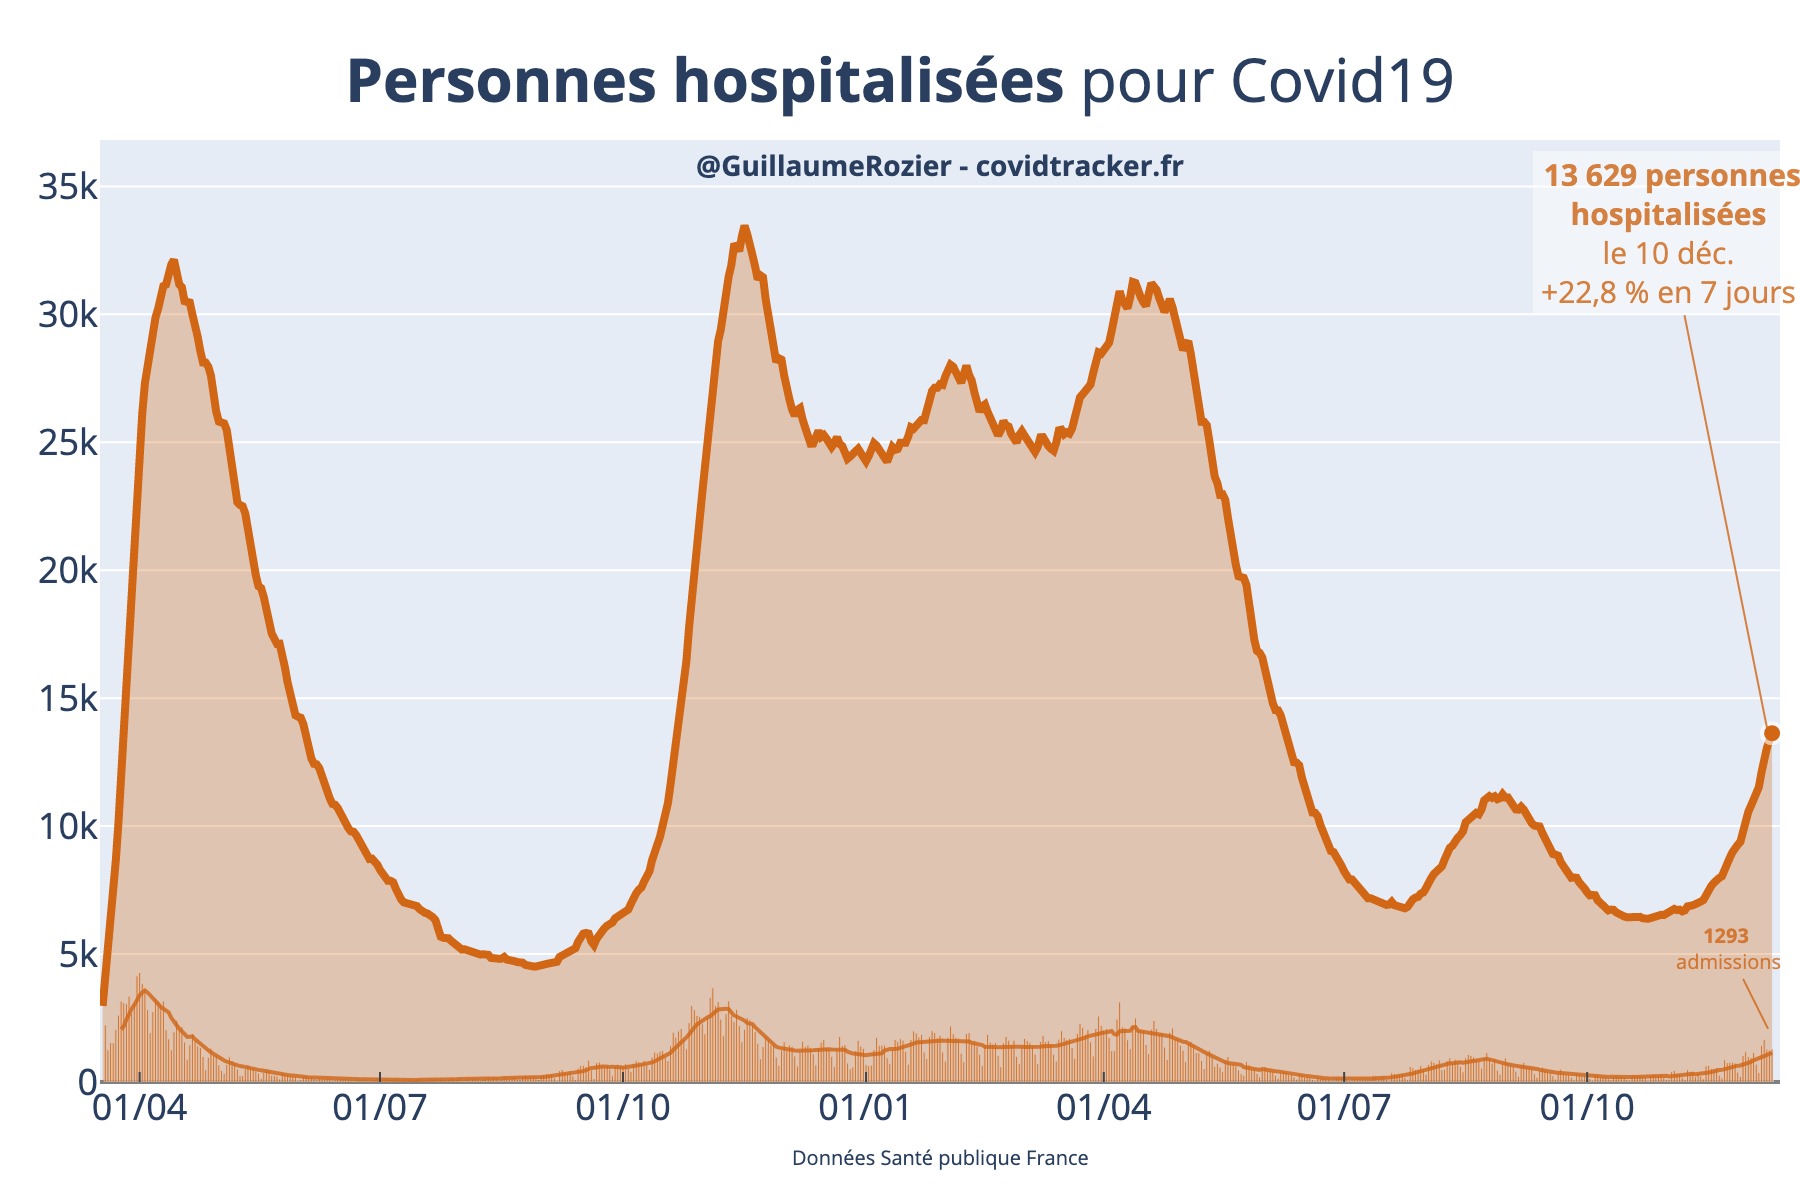 Personnes hospitalisées pour Covid19
@GuillaumeRozier - covidtracker.fr
13 629 personnes
hospitalisées
le 10 déc.
+22,8 % en 7 jours
35k
30k
25k
20k
15k
10k
5k
0
1293
admissions
01/04
01/07
01/10
01/01
01/04
01/07
01/10
Données Santé publique France